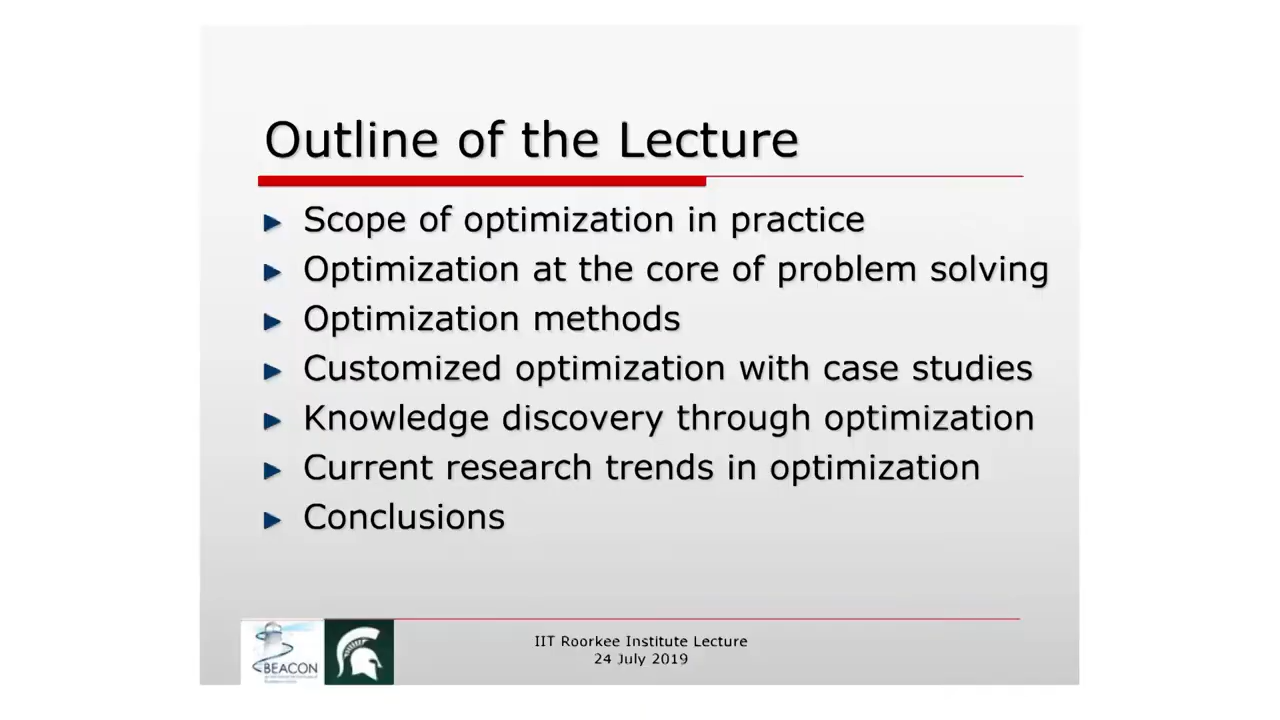 Outline of the Lecture
Scope of optimization in practice
Optimization at the core of problem solving
Optimization methods
Customized optimization with case studies
Knowledge discovery through optimization
Current research trends in optimization
Conclusions
BEACON
IIT Roorkee Institute Lecture
24 July 2019